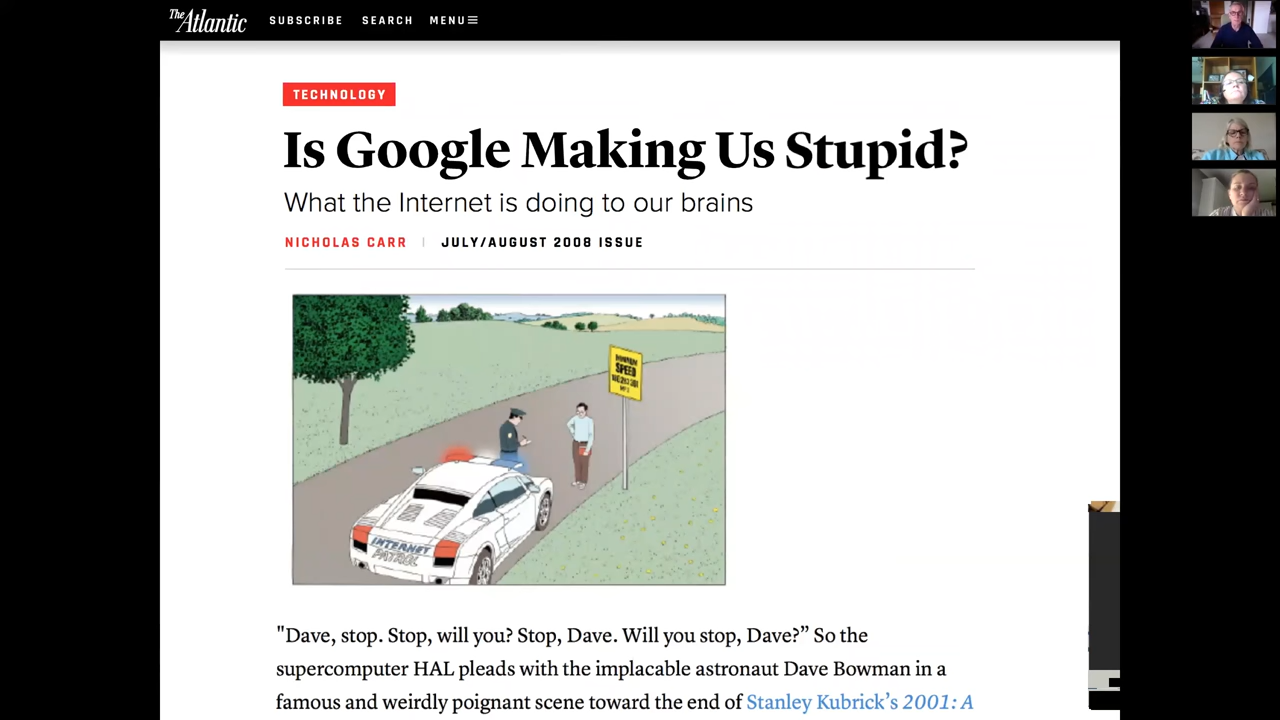 The Atlantic SUBSCRIBE SEARCH MENU
TECHNOLOGY
Is Google Making Us Stupid?
What the Internet is doing to our brains
NICHOLAS CARR | JULY/AUGUST 2008 ISSUE
SPEED
INTERNET
PATROL
"Dave, stop. Stop, will you? Stop, Dave. Will you stop, Dave?” So the
supercomputer HAL pleads with the implacable astronaut Dave Bowman in a
famous and weirdly poignant scene toward the end of Stanley Kubrick’s 2001: A